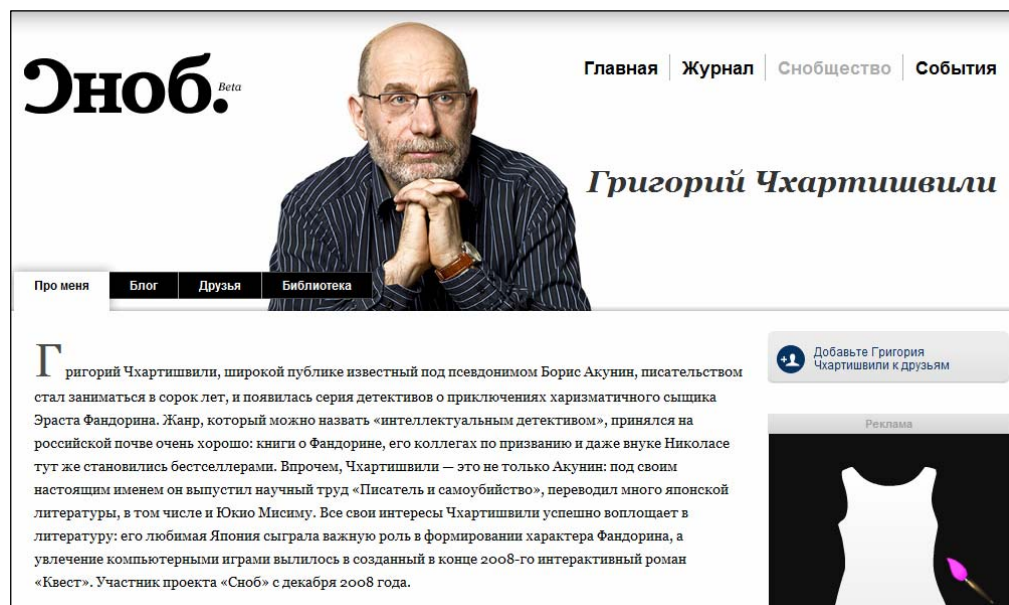 Сноб.
Beta
Главная Журнал Снобщество События
Григорий Чхартишвили
Про меня Блог Друзья Библиотека
Григорий Чхартишвили, широкой публике известный под псевдонимом Борис Акунин, писательством
стал заниматься в сорок лет, и появилась серия детективов о приключениях харизматичного сыщика
Эраста Фандорина. Жанр, который можно назвать «интеллектуальным детективом», принялся на
российской почве очень хорошо: книги о Фандорине, его коллегах по призванию и даже внуке Николасе
тут же становились бестселлерами. Впрочем, Чхартишвили — это не только Акунин: под своим
настоящим именем он выпустил научный труд «Писатель и самоубийство», переводил много японской
литературы, в том числе и Юкио Мисиму. Все свои интересы Чхартишвили успешно воплощает в
литературу: его любимая Япония сыграла важную роль в формировании характера Фандорина, а
увлечение компьютерными играми вылилось в созданный в конце 2008-го интерактивный роман
«Квест». Участник проекта «Сноб» с декабря 2008 года.
Добавьте Григория
Чхартишвили к друзьям
Реклама